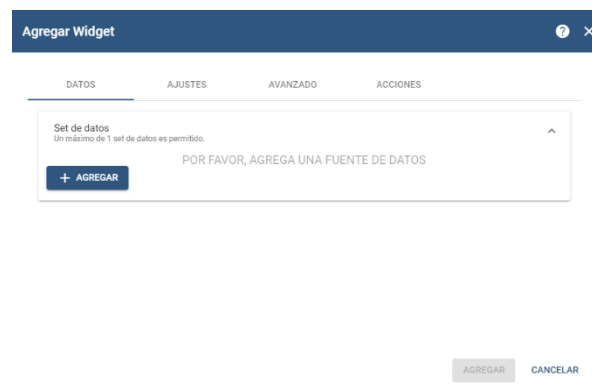 Agregar Widget
DATOS AJUSTES AVANZADO ACCIONES
Set de datos
Un máximo de 1 set de datos es permitido.
POR FAVOR, AGREGA UNA FUENTE DE DATOS
+ AGREGAR
AGREGAR CANCELAR